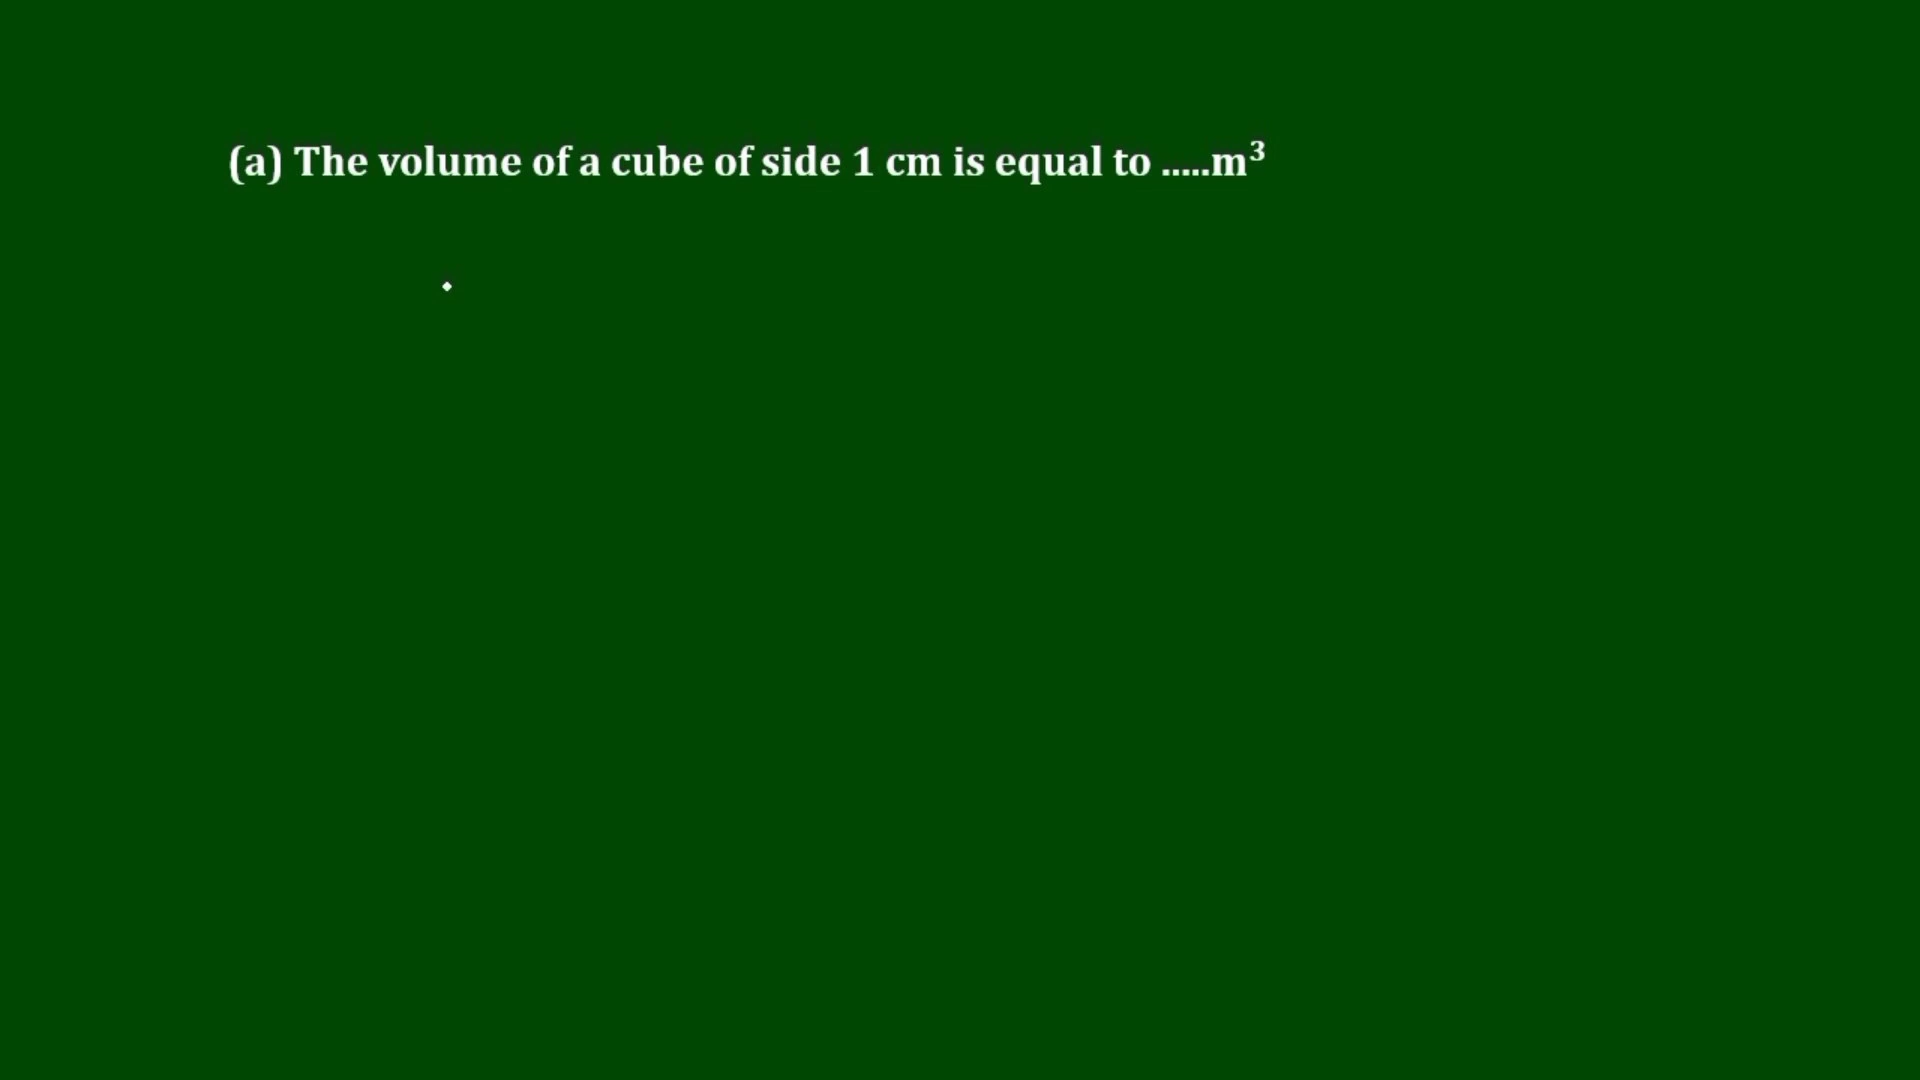 (a) The volume of a cube of side 1 cm is equal to .....m³